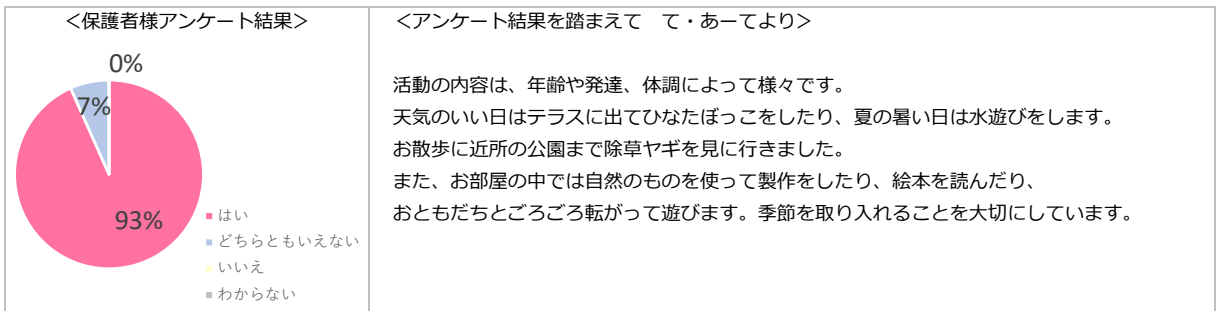 ＜保護者様アンケート結果＞
0%
7%
93%
はい
どちらともいえない
いいえ
わからない
＜アンケート結果を踏まえて　て・あーてより＞
活動の内容は、年齢や発達、体調によって様々です。
天気のいい日はテラスに出てひなたぼっこをしたり、夏の暑い日は水遊びをします。
お散歩に近所の公園まで除草ヤギを見に行きました。
また、お部屋の中では自然のものを使って製作をしたり、絵本を読んだり、
おともだちとごろごろ転がって遊びます。季節を取り入れることを大切にしています。